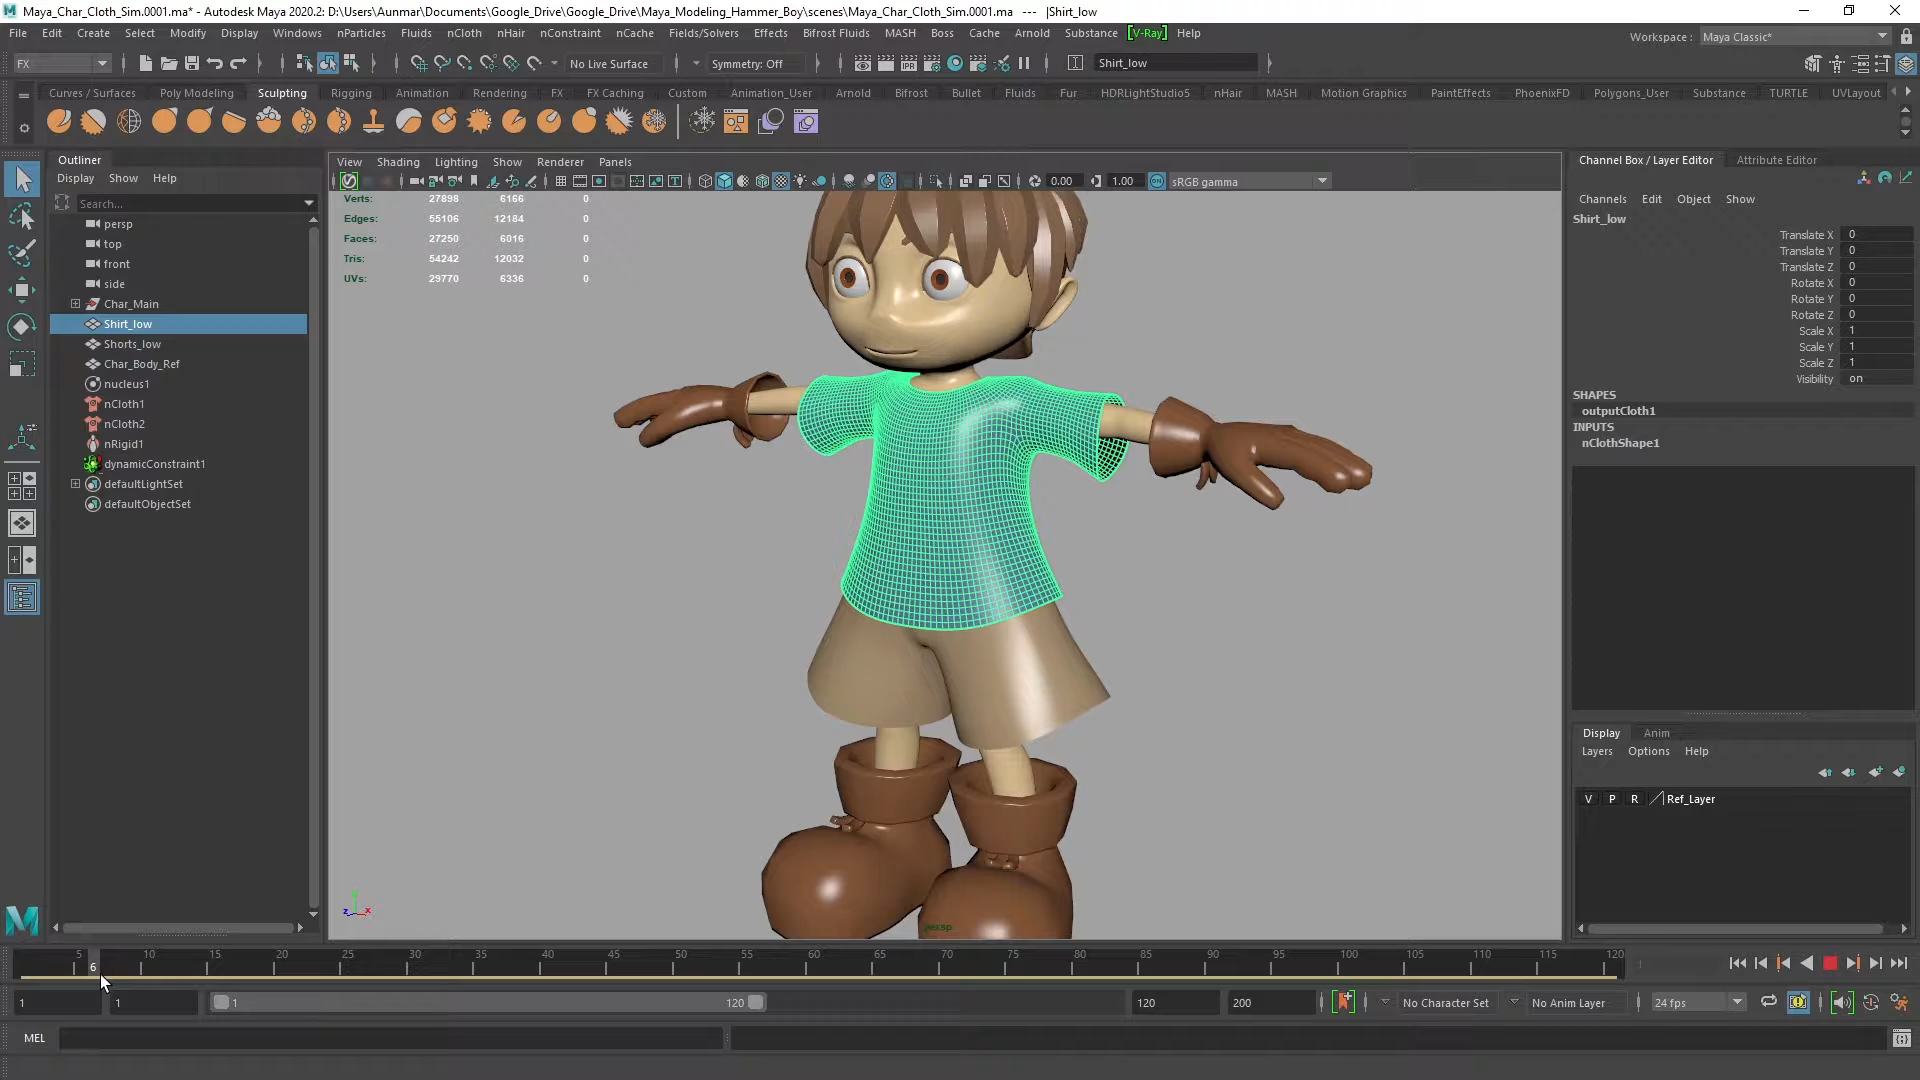 Maya_Char_Cloth_Sim.0001.ma* - Autodesk Maya 2020.2: D:\Users\Aunmar\Documents\Google_Drive\Google_Drive\Maya_Modeling_Hammer_Boy\scenes\Maya_Char_Cloth_Sim.0001.ma --- |Shirt_low
File Edit Create Select Modify Display Windows nParticles Fluids nCloth nHair nConstraint nCache Fields/Solvers Effects Bifrost Fluids MASH Boss Cache Arnold Substance [V-Ray] Help
Workspace : Maya Classic*
FX No Live Surface Symmetry: Off IPR Shirt_low
Curves / Surfaces Poly Modeling Sculpting Rigging Animation Rendering FX FX Caching Custom Animation_User Arnold Bifrost Bullet Fluids Fur HDRLightStudio5 nHair MASH Motion Graphics PaintEffects PhoenixFD Polygons_User Substance TURTLE UVLayout
Outliner
Display Show Help
Search...
persp
top
front
side
Char_Main
Shirt_low
Shorts_low
Char_Body_Ref
nucleus1
nCloth1
nCloth2
nRigid1
dynamicConstraint1
defaultLightSet
defaultObjectSet
View Shading Lighting Show Renderer Panels
0.00 1.00 ON sRGB gamma
Verts: 27898 6166 0
Edges: 55106 12184 0
Faces: 27250 6016 0
Tris: 54242 12032 0
UVs: 29770 6336 0
z x
persp
Channel Box / Layer Editor Attribute Editor
Channels Edit Object Show
Shirt_low
Translate X 0
Translate Y 0
Translate Z 0
Rotate X 0
Rotate Y 0
Rotate Z 0
Scale X 1
Scale Y 1
Scale Z 1
Visibility on
SHAPES
outputCloth1
INPUTS
nClothShape1
Display Anim
Layers Options Help
V P R Ref_Layer
5 10 15 20 25 30 35 40 45 50 55 60 65 70 75 80 85 90 95 100 105 110 115 120
6 1
1 1 1 120 120 200 No Character Set No Anim Layer 24 fps
MEL